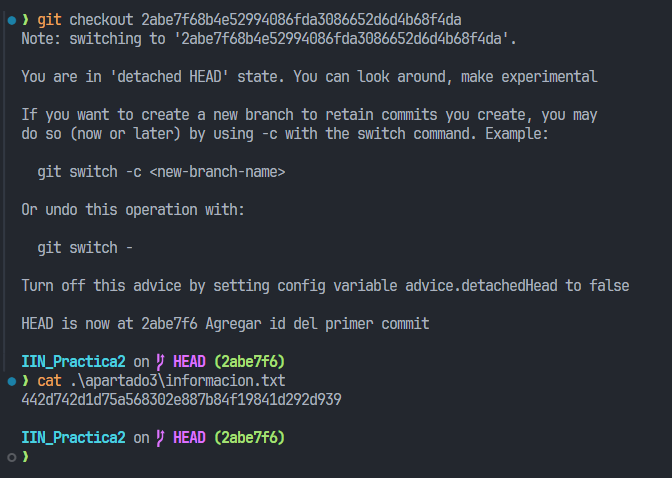 ❯ git checkout 2abe7f68b4e52994086fda3086652d6d4b68f4da
Note: switching to '2abe7f68b4e52994086fda3086652d6d4b68f4da'.
You are in 'detached HEAD' state. You can look around, make experimental
If you want to create a new branch to retain commits you create, you may
do so (now or later) by using -c with the switch command. Example:
git switch -c <new-branch-name>
Or undo this operation with:
git switch -
Turn off this advice by setting config variable advice.detachedHead to false
HEAD is now at 2abe7f6 Agregar id del primer commit
IIN_Practica2 on HEAD (2abe7f6)
❯ cat .\apartado3\informacion.txt
442d742d1d75a568302e887b84f19841d292d939
IIN_Practica2 on HEAD (2abe7f6)
❯